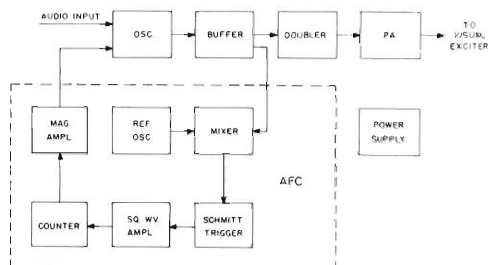 AUDIO INPUT
OSC.
BUFFER
DOUBLER
PA
TO
VISUAL
EXCITER
MAG
AMPL
REF
OSC.
MIXER
POWER
SUPPLY
AFC
COUNTER
SQ WV
AMPL
SCHMITT
TRIGGER